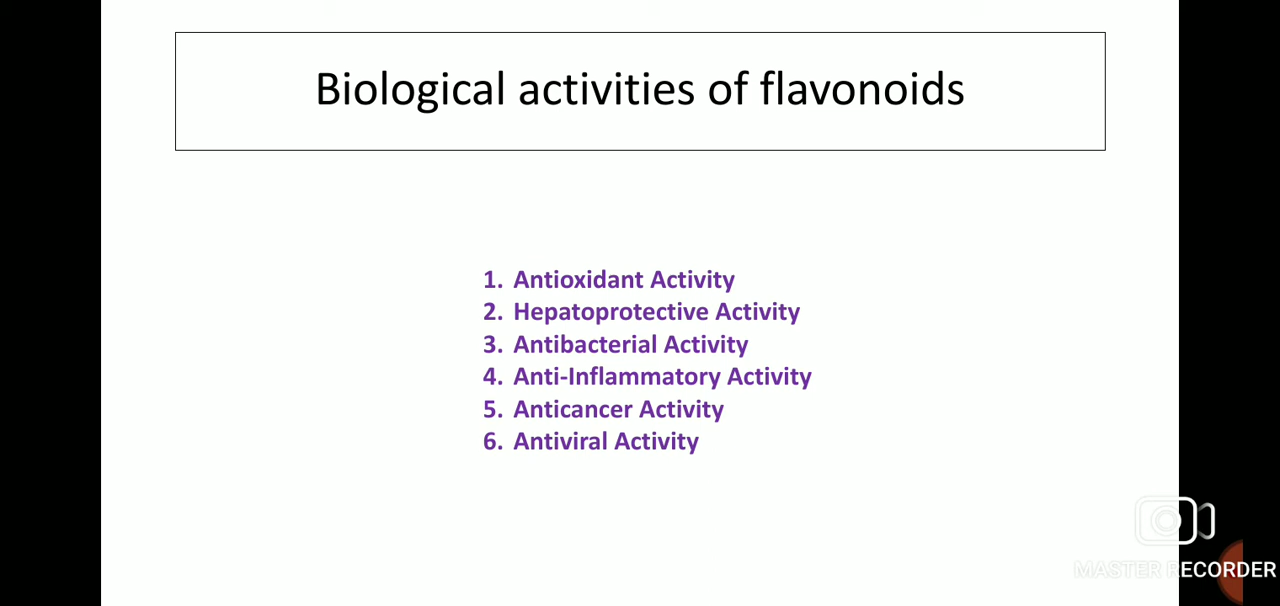 Biological activities of flavonoids
1. Antioxidant Activity
2. Hepatoprotective Activity
3. Antibacterial Activity
4. Anti-Inflammatory Activity
5. Anticancer Activity
6. Antiviral Activity
MASTER RECORDER